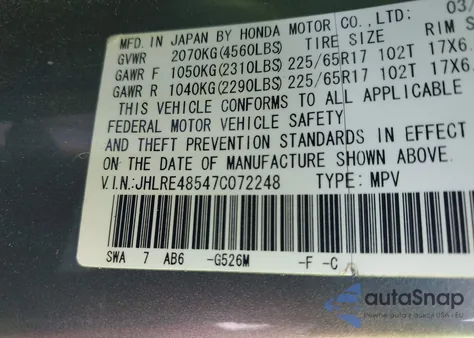 MFD. IN JAPAN BY HONDA MOTOR CO., LTD: 03
GVWR 2070KG(4560LBS) TIRE SIZE RIM S
GAWR F 1050KG(2310LBS) 225/65R17 102T 17X6.
GAWR R 1040KG(2290LBS) 225/65R17 102T 17X6.
THIS VEHICLE CONFORMS TO ALL APPLICABLE
FEDERAL MOTOR VEHICLE SAFETY
AND THEFT PREVENTION STANDARDS IN EFFECT
ON THE DATE OF MANUFACTURE SHOWN ABOVE.
V.I.N.:JHLRE48547C072248 TYPE: MPV
SWA 7 AB6 -G526M -F -C
autoSnap